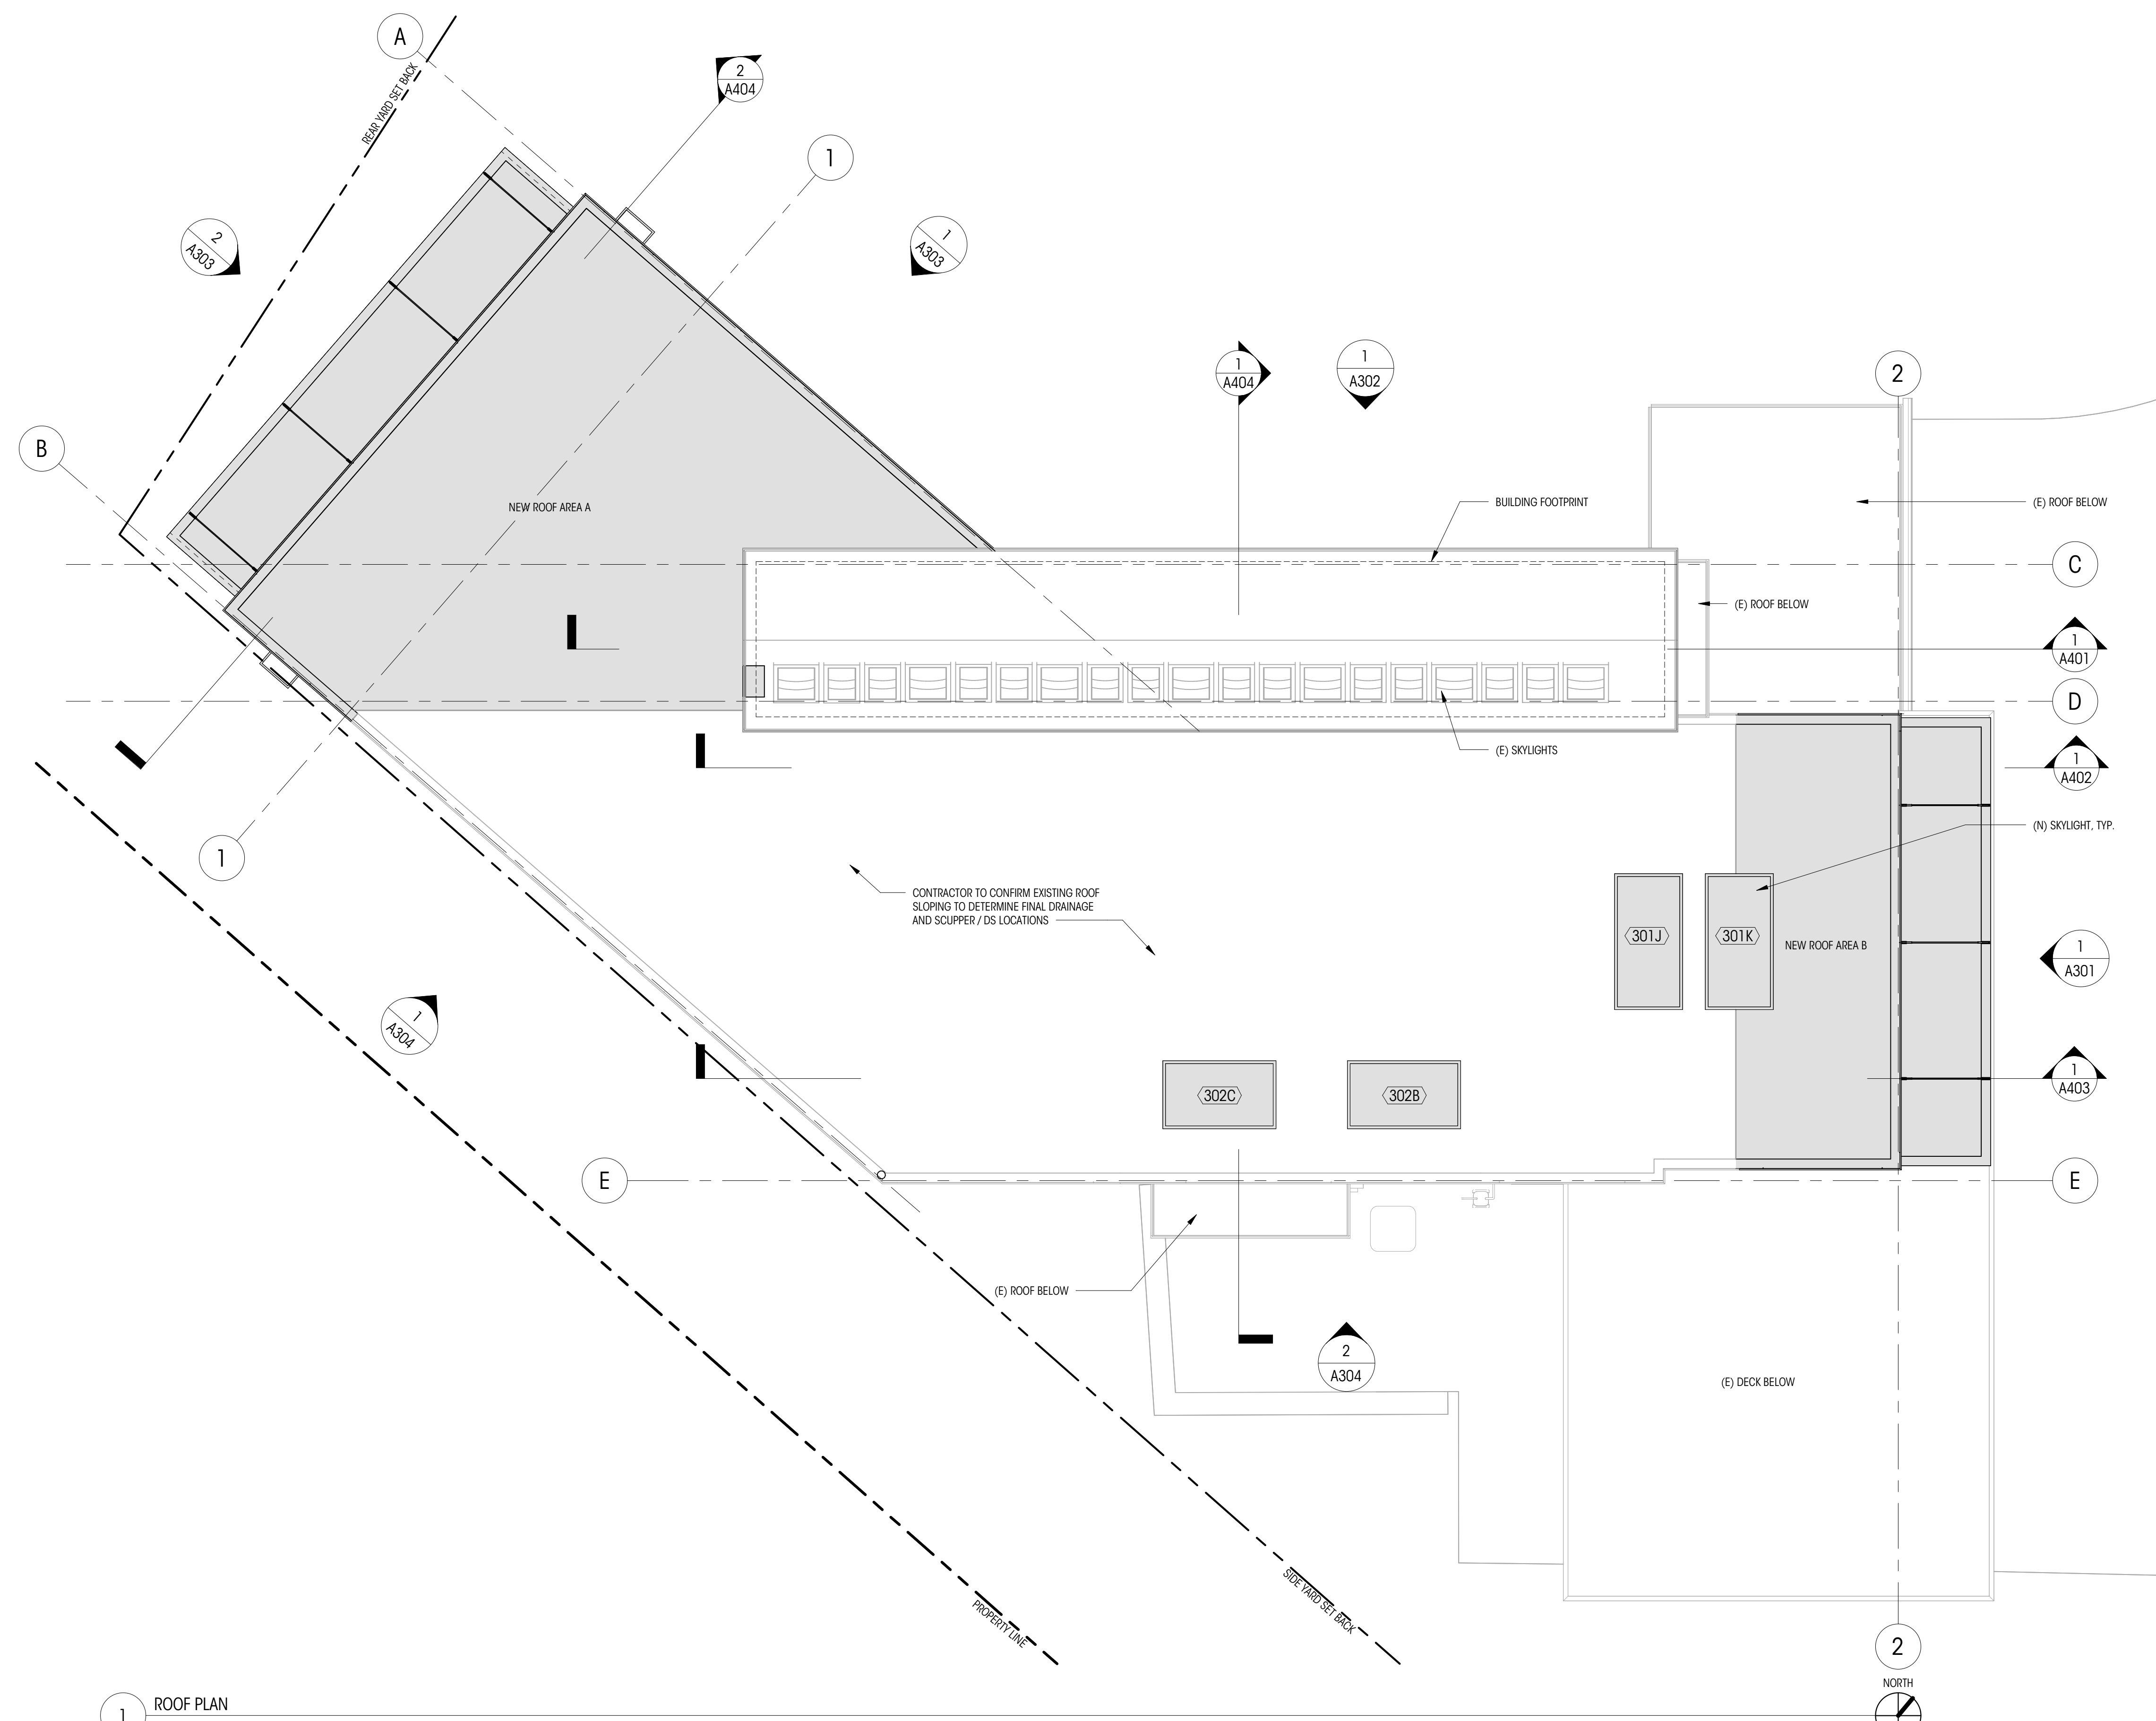 A
REAR YARD SET BACK
2
A404
1
2
A303
1
A303
1
A404
1
A302
2
B
NEW ROOF AREA A
BUILDING FOOTPRINT
(E) ROOF BELOW
C
(E) ROOF BELOW
1
A401
D
(E) SKYLIGHTS
1
A402
(N) SKYLIGHT, TYP.
1
CONTRACTOR TO CONFIRM EXISTING ROOF
SLOPING TO DETERMINE FINAL DRAINAGE
AND SCUPPER / DS LOCATIONS
301J
301K
NEW ROOF AREA B
1
A301
1
A304
302C
302B
1
A403
E
E
(E) ROOF BELOW
2
A304
(E) DECK BELOW
SIDE YARD SET BACK
PROPERTY LINE
2
NORTH
1
ROOF PLAN